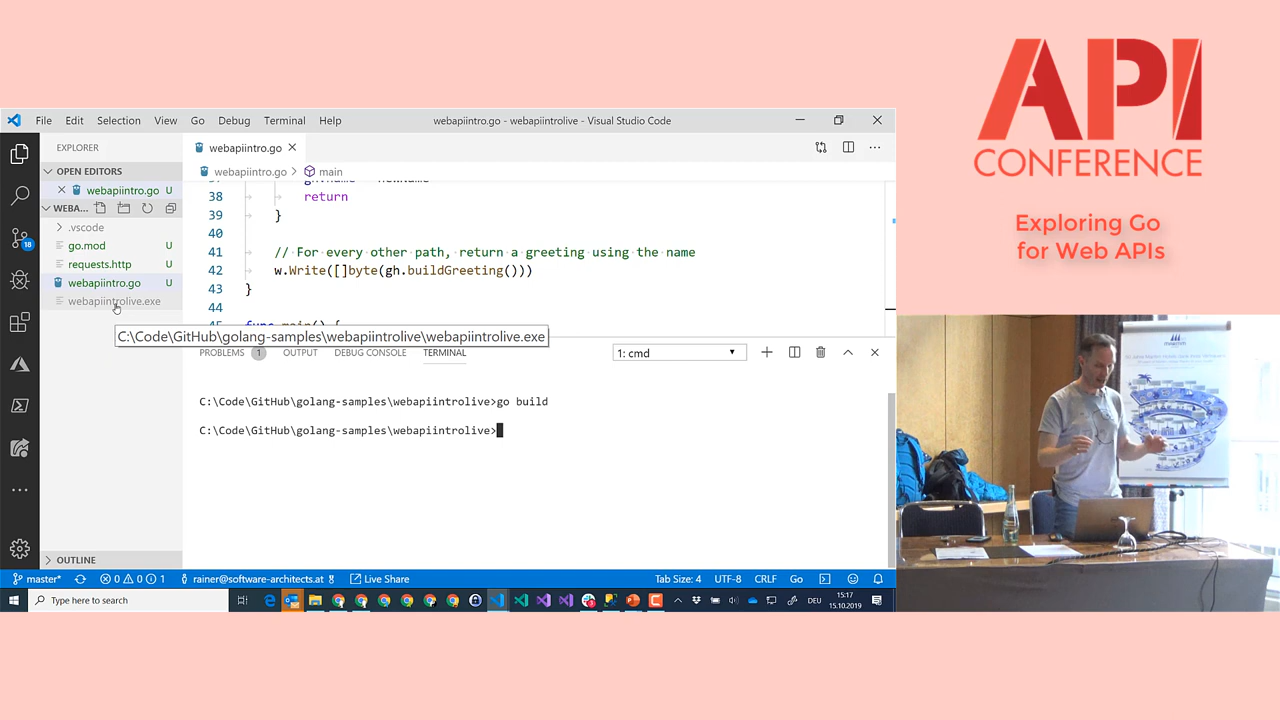 File Edit Selection View Go Debug Terminal Help
webapiintro.go - webapiintrolive - Visual Studio Code
EXPLORER
OPEN EDITORS
webapiintro.go U
WEBA...
.vscode
go.mod U
requests.http U
webapiintro.go U
webapiintrolive.exe
OUTLINE
webapiintro.go
webapiintro.go > main
38 return
39 }
40
41 // For every other path, return a greeting using the name
42 w.Write([]byte(gh.buildGreeting()))
43 }
44
C:\Code\GitHub\golang-samples\webapiintrolive\webapiintrolive.exe
PROBLEMS 1 OUTPUT DEBUG CONSOLE TERMINAL
1: cmd
C:\Code\GitHub\golang-samples\webapiintrolive>go build
C:\Code\GitHub\golang-samples\webapiintrolive>
18
master* 0 0 1 rainer@software-architects.at Live Share
Tab Size: 4 UTF-8 CRLF Go
Type here to search
DEU
15:17
15.10.2019
API
CONFERENCE
Exploring Go
for Web APIs